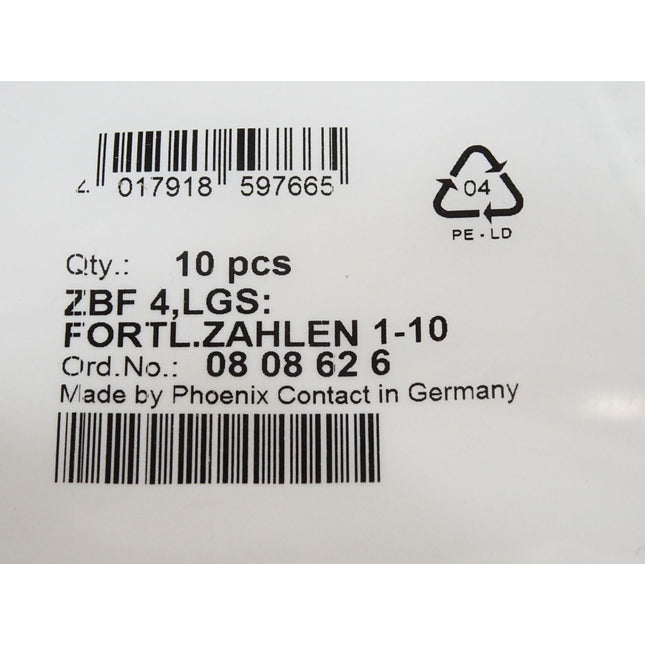 4 017918 597665
04
PE - LD
Qty.: 10 pcs
ZBF 4,LGS:
FORTL.ZAHLEN 1-10
Ord.No.: 08 08 62 6
Made by Phoenix Contact in Germany